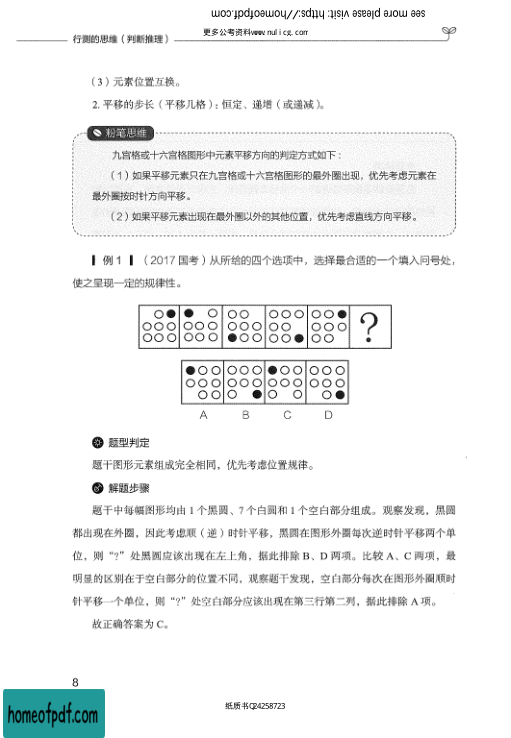 see more please visit: https://homeofpdf.com
更多公考资料www.nulicg.com
行测的思维（判断推理）
（3）元素位置互换。
2. 平移的步长（平移几格）：恒定、递增（或递减）。
粉笔思维
九宫格或十六宫格图形中元素平移方向的判定方式如下：
（1）如果平移元素只在九宫格或十六宫格图形的最外圈出现，优先考虑元素在
最外圈按时针方向平移。
（2）如果平移元素出现在最外圈以外的其他位置，优先考虑直线方向平移。
例 1 （2017 国考）从所给的四个选项中，选择最合适的一个填入问号处，
使之呈现一定的规律性。
?
A B C D
题型判定
题干图形元素组成完全相同，优先考虑位置规律。
解题步骤
题干中每幅图形均由 1 个黑圆、7 个白圆和 1 个空白部分组成。观察发现，黑圆
都出现在外圈，因此考虑顺（逆）时针平移，黑圆在图形外圈每次逆时针平移两个单
位，则“?”处黑圆应该出现在左上角，据此排除 B、D 两项。比较 A、C 两项，最
明显的区别在于空白部分的位置不同，观察题干发现，空白部分每次在图形外圈顺时
针平移一个单位，则“?”处空白部分应该出现在第三行第二列，据此排除 A 项。
故正确答案为 C。
8
homeofpdf.com
纸质书Q24258723